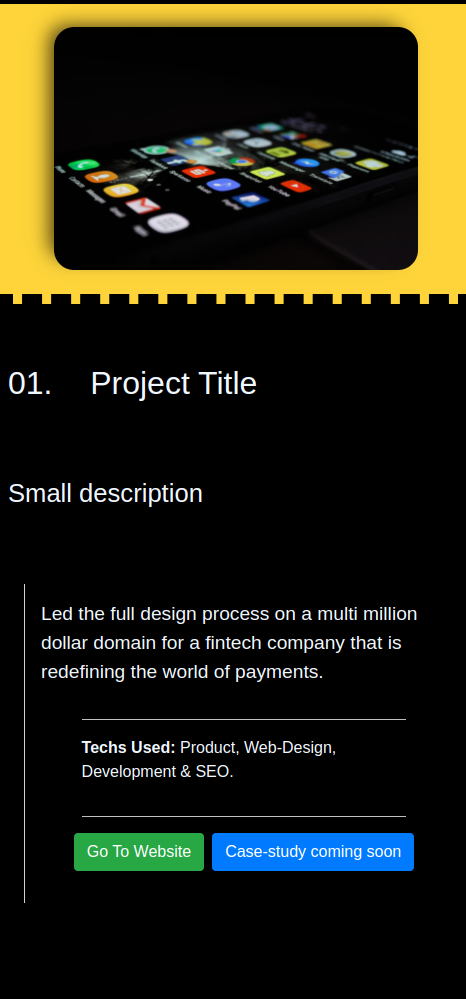 01. Project Title
Small description
Led the full design process on a multi million
dollar domain for a fintech company that is
redefining the world of payments.
Techs Used: Product, Web-Design,
Development & SEO.
Go To Website
Case-study coming soon